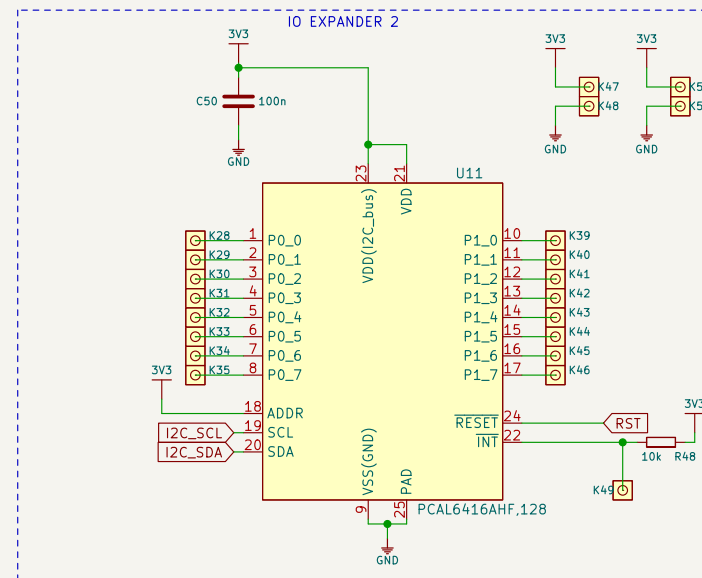 IO EXPANDER 2
3V3
3V3
3V3
C50
100n
K47
K48
GND
GND
GND
U11
23
21
VDD(I2C_bus)
VDD
K28 1 P0_0
K29 2 P0_1
K30 3 P0_2
K31 4 P0_3
K32 5 P0_4
K33 6 P0_5
K34 7 P0_6
K35 8 P0_7
P1_0 10 K39
P1_1 11 K40
P1_2 12 K41
P1_3 13 K42
P1_4 14 K43
P1_5 15 K44
P1_6 16 K45
P1_7 17 K46
3V3
18 ADDR
I2C_SCL 19 SCL
I2C_SDA 20 SDA
RESET 24 RST
INT 22
3V3
10k R48
K49
VSS(GND)
PAD
9
25
PCAL6416AHF,128
GND